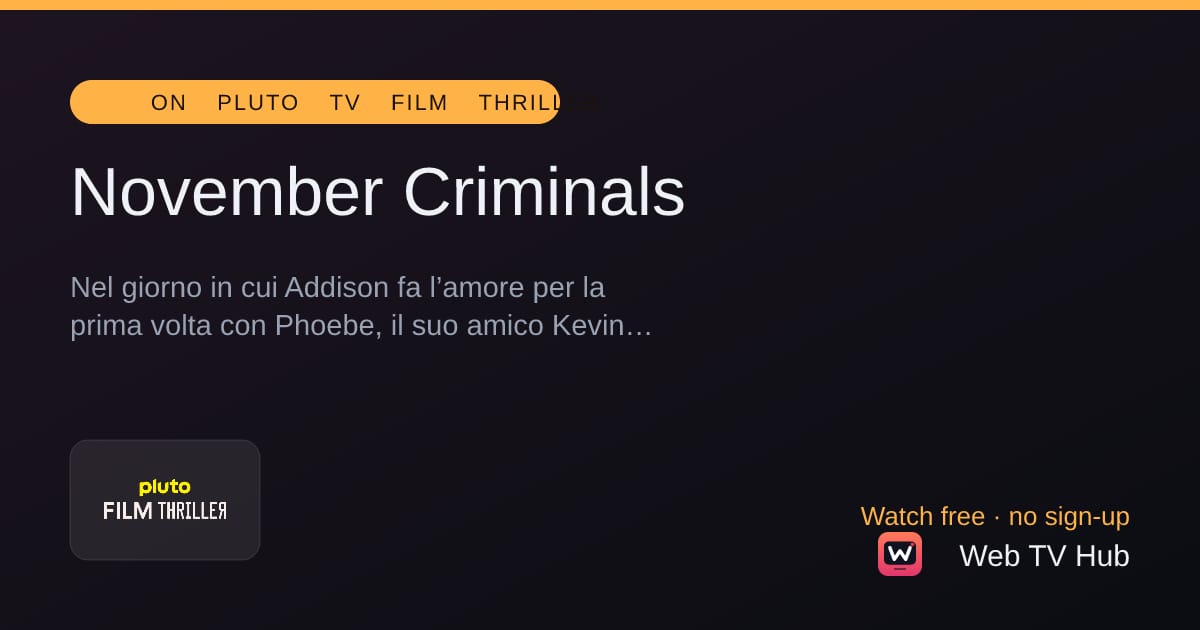 ON PLUTO TV FILM THRILLER
November Criminals
Nel giorno in cui Addison fa l’amore per la
prima volta con Phoebe, il suo amico Kevin…
pluto
FILM THRILLER
Watch free · no sign-up
W
Web TV Hub